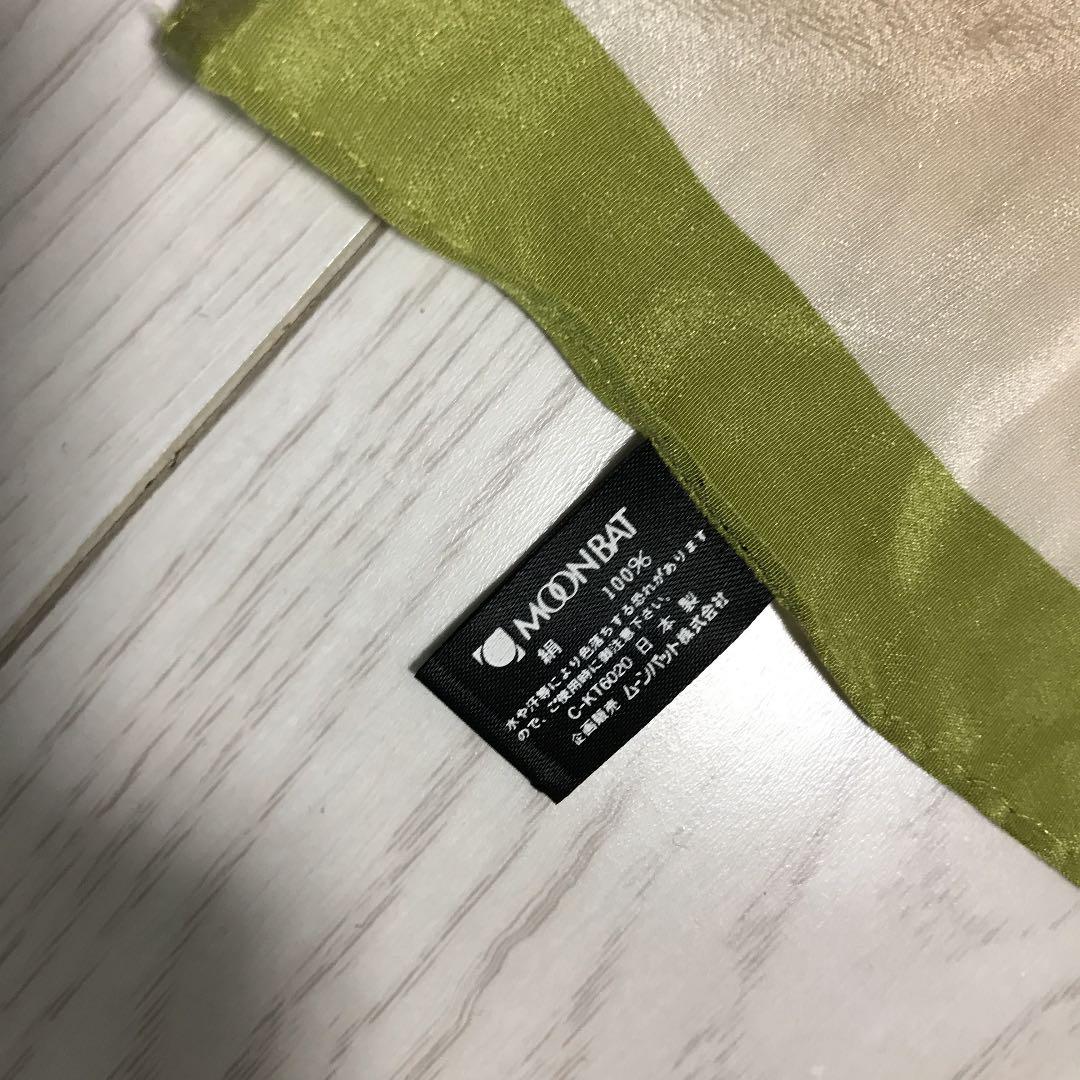 MOONBAT
絹 100%
水や汗等により色落ちする恐れがあります
ので、ご使用時に御注意下さい。
C-KT6020 日本製
企画販売 ムーンバット株式会社